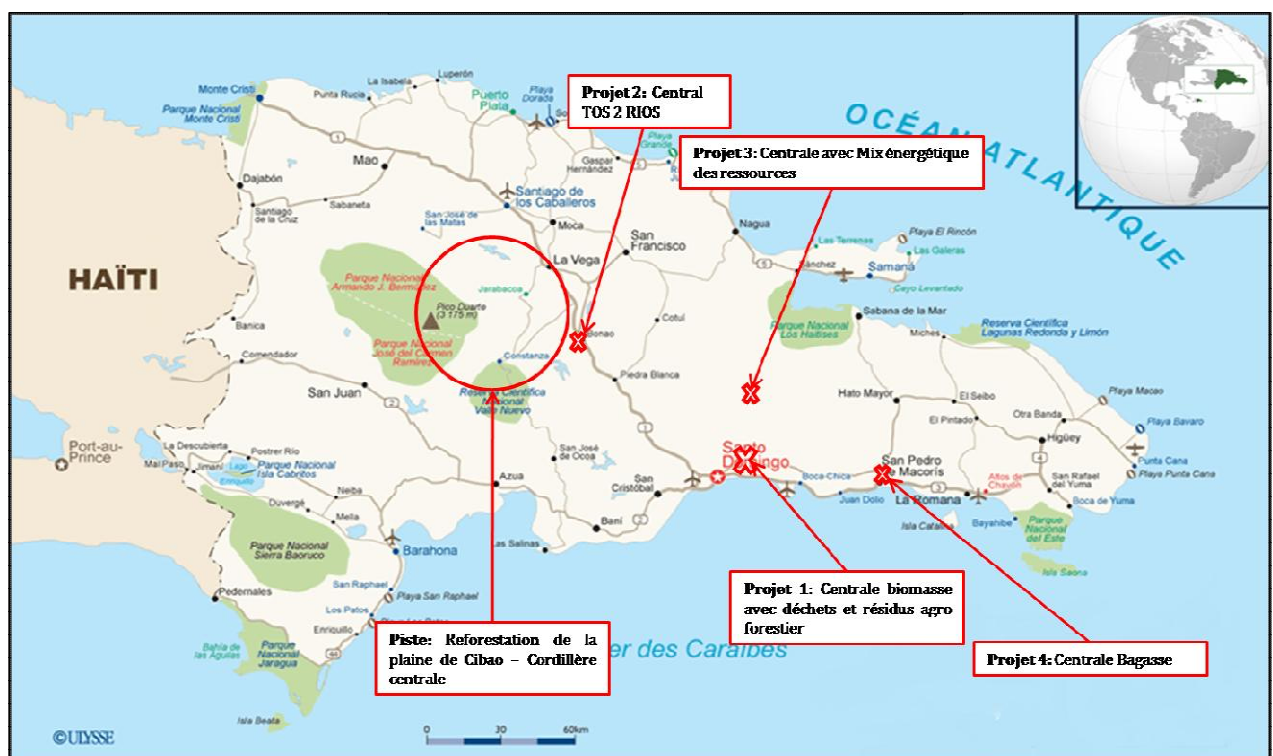 Monte Cristi
Parque Nacional
Monte Cristi
Punta Rucia
La Isabela
Luperón
Puerto
Plata
Playa
Dorada
Playa
Grande
Gaspar
Hernández
Mao
Dajabón
Santiago
de la Cruz
Sabaneta
Santiago de
los Caballeros
San José de
las Matas
Moca
San
Francisco
Nagua
La Vega
Jarabacoa
HAÏTI
Parque Nacional
Armando J. Bermúdez
Pico Duarte
(3 175 m)
Parque Nacional
José del Carmen
Ramírez
Banica
Comendador
San Juan
Constanza
Reserva Científica
Nacional
Valle Nuevo
Bonao
Cotuí
Piedra Blanca
Projet 2: Central
TOS 2 RIOS
Projet 3: Centrale avec Mix énergétique
des ressources
OCÉAN ATLANTIQUE
Playa El Rincón
Las Terrenas
Las Galeras
Sánchez
Samaná
Cayo Levantado
Parque Nacional
Los Haitises
Sabana de la Mar
Miches
Reserva Científica
Lagunas Redonda y Limón
Hato Mayor
El Seibo
El Pintado
Otra Banda
Higüey
Playa Macao
Playa Bavaro
Punta Cana
Playa Punta Cana
San Rafael
del Yuma
Boca de Yuma
Altos de
Chavón
San Pedro
de Macorís
La Romana
Isla Catalina
Bayahibe
Parque
Nacional
del Este
Isla Saona
Santo
Domingo
Boca-Chica
Juan Dolio
San
Cristóbal
San José
de Ocoa
Azua
Baní
Las Salinas
Port-au-
Prince
La Descubierta
Postrer Río
Mal Paso
Jimaní
Lago
Enriquillo
Parque Nacional
Isla Cabritos
Neiba
Duvergé
Mella
Parque Nacional
Sierra Baoruco
Barahona
Pedernales
San Raphael
Playa San Raphael
Los Patos
Enriquillo
Bahía de
las Aguilas
Parque
Nacional
Jaragua
Isla Beata
Piste: Reforestation de la
plaine de Cibao – Cordillère
centrale
er des Caraïbes
Projet 1: Centrale biomasse
avec déchets et résidus agro
forestier
Projet 4: Centrale Bagasse
0 30 60km
©ULYSSE